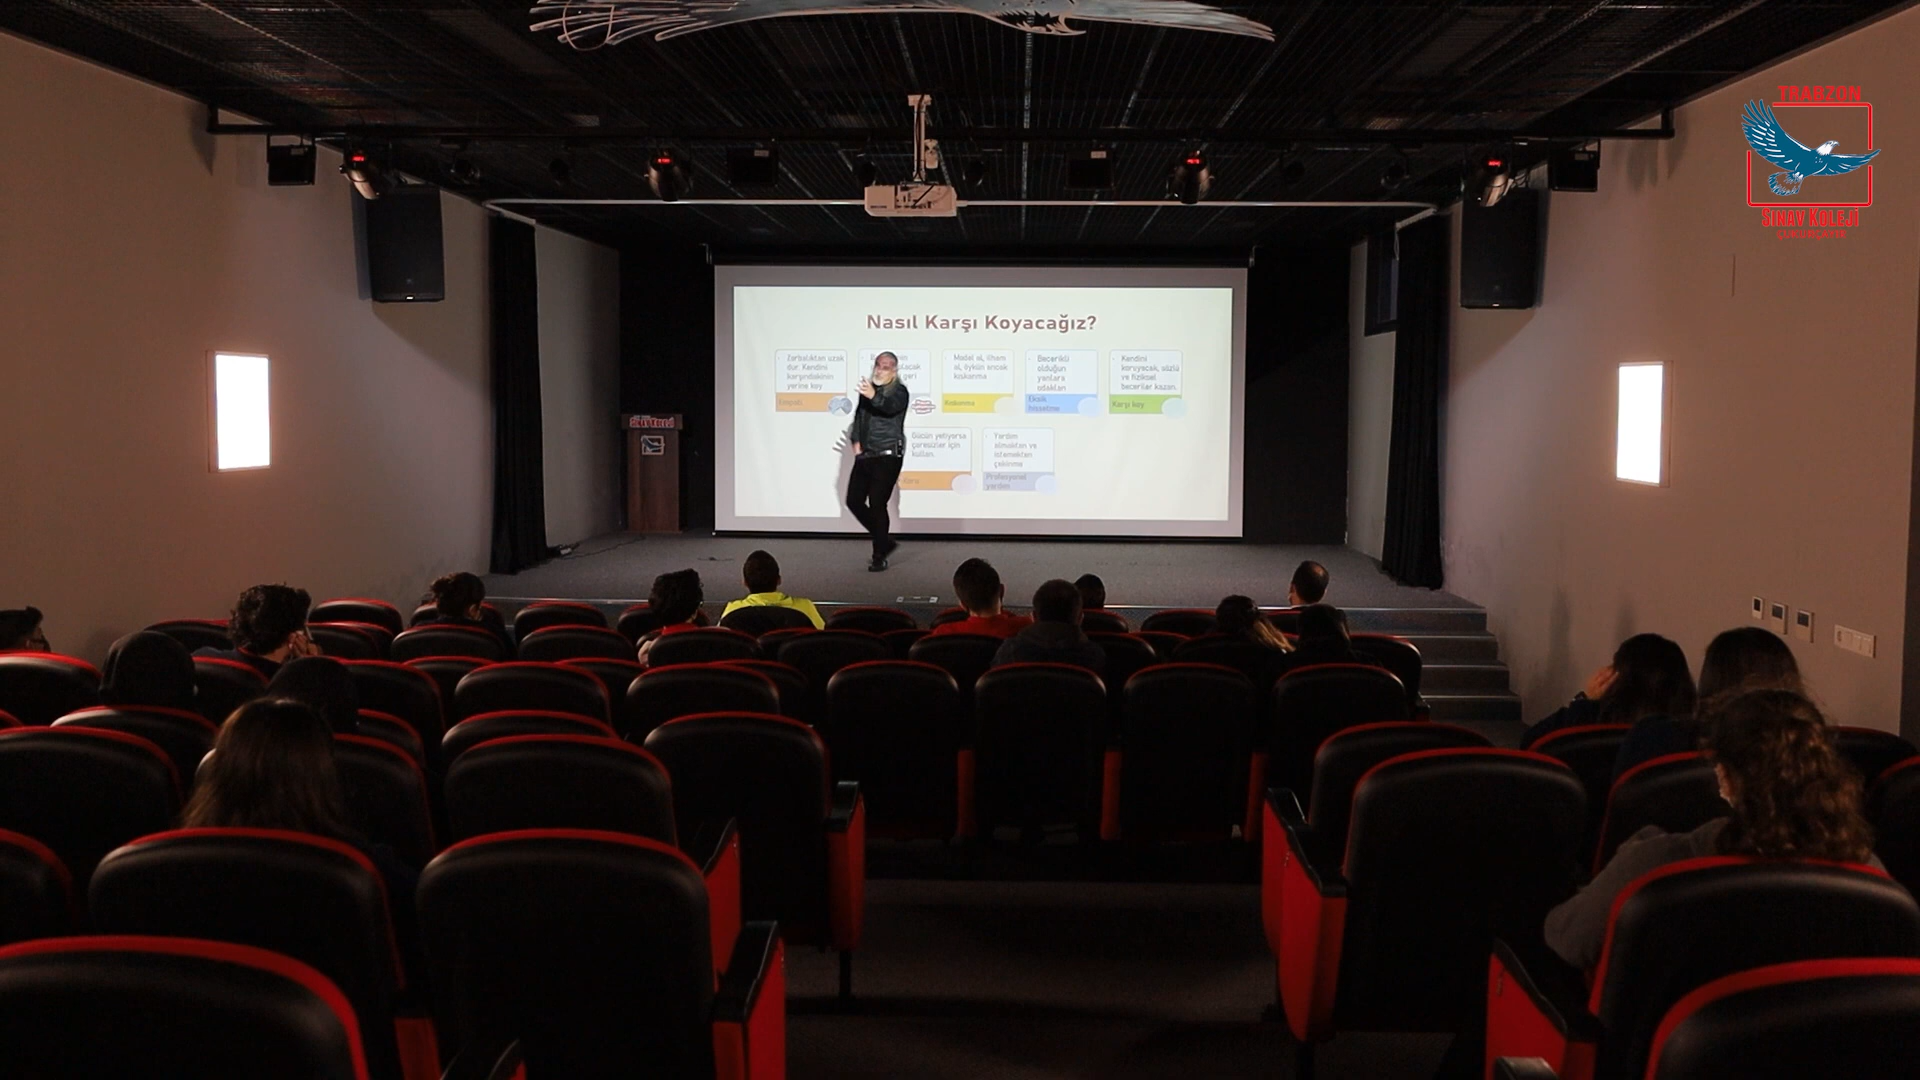 TRABZON
SINAV KOLEJİ
Nasıl Karşı Koyacağız?
Zorbalıktan uzak
dur. Kendini
karşındakinin
yerine koy
Empati
Model al, ilham
al, öykün ancak
kıskanma
Kıskanma
Becerikli
olduğun
yanlara
odaklan
Eksik
hissetme
Kendini
koruyacak, sözlü
ve fiziksel
beceriler kazan.
Karşı koy
Gücün yetiyorsa
çaresizler için
kullan.
Yardım
almaktan ve
istemekten
çekinme
Profesyonel
yardım
SINAV KOLEJİ